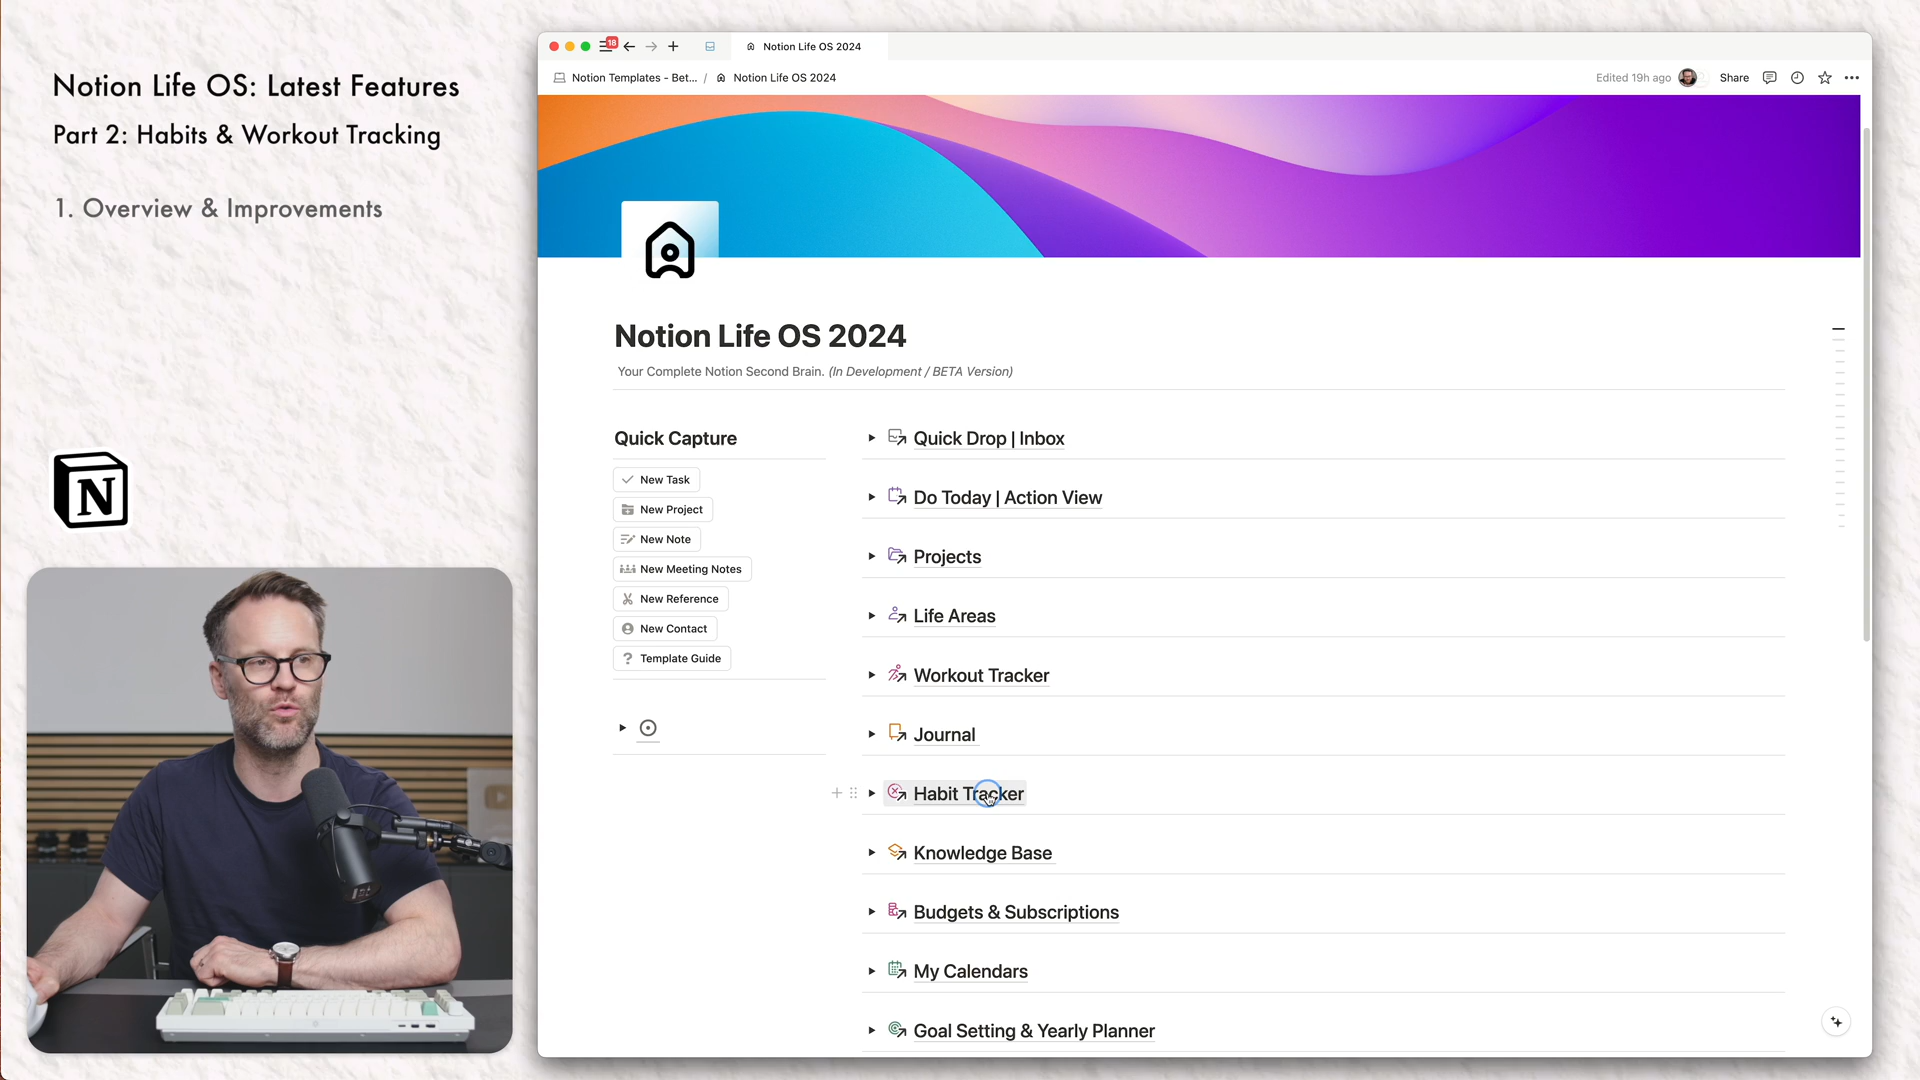 Notion Life OS: Latest Features
Part 2: Habits & Workout Tracking
1. Overview & Improvements
N
18
Notion Life OS 2024
Notion Templates - Bet... / Notion Life OS 2024
Edited 19h ago
Share
Notion Life OS 2024
Your Complete Notion Second Brain. (In Development / BETA Version)
Quick Capture
New Task
New Project
New Note
New Meeting Notes
New Reference
New Contact
? Template Guide
Quick Drop | Inbox
Do Today | Action View
Projects
Life Areas
Workout Tracker
Journal
Habit Tracker
Knowledge Base
Budgets & Subscriptions
My Calendars
Goal Setting & Yearly Planner